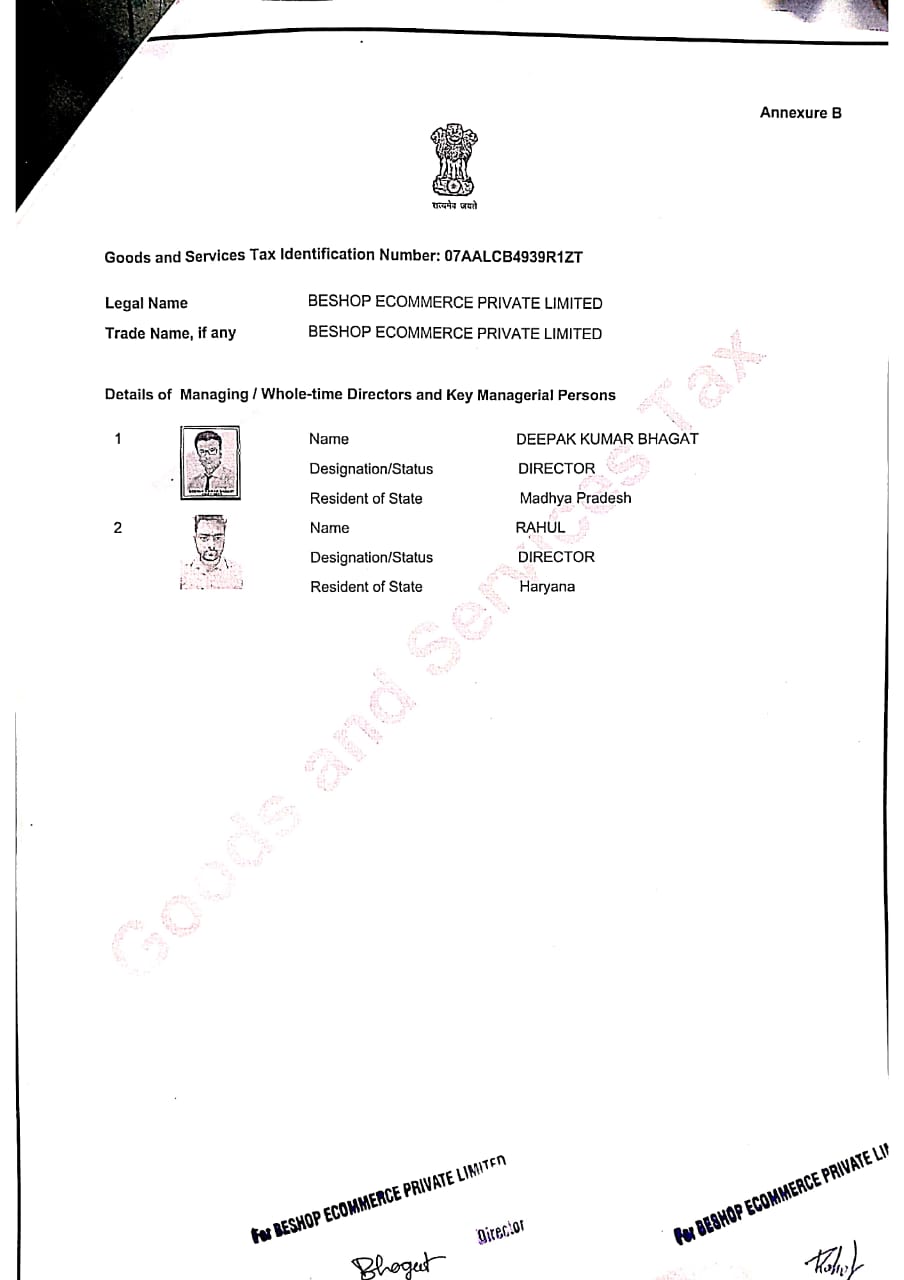 Annexure B
सत्यमेव जयते
Goods and Services Tax Identification Number: 07AALCB4939R1ZT
Legal Name BESHOP ECOMMERCE PRIVATE LIMITED
Trade Name, if any BESHOP ECOMMERCE PRIVATE LIMITED
Details of Managing / Whole-time Directors and Key Managerial Persons
1 Name DEEPAK KUMAR BHAGAT
Designation/Status DIRECTOR
Resident of State Madhya Pradesh
2 Name RAHUL
Designation/Status DIRECTOR
Resident of State Haryana
Goods and Services Tax
For BESHOP ECOMMERCE PRIVATE LIMITED
Director
Bhagat
For BESHOP ECOMMERCE PRIVATE LI
Rahul